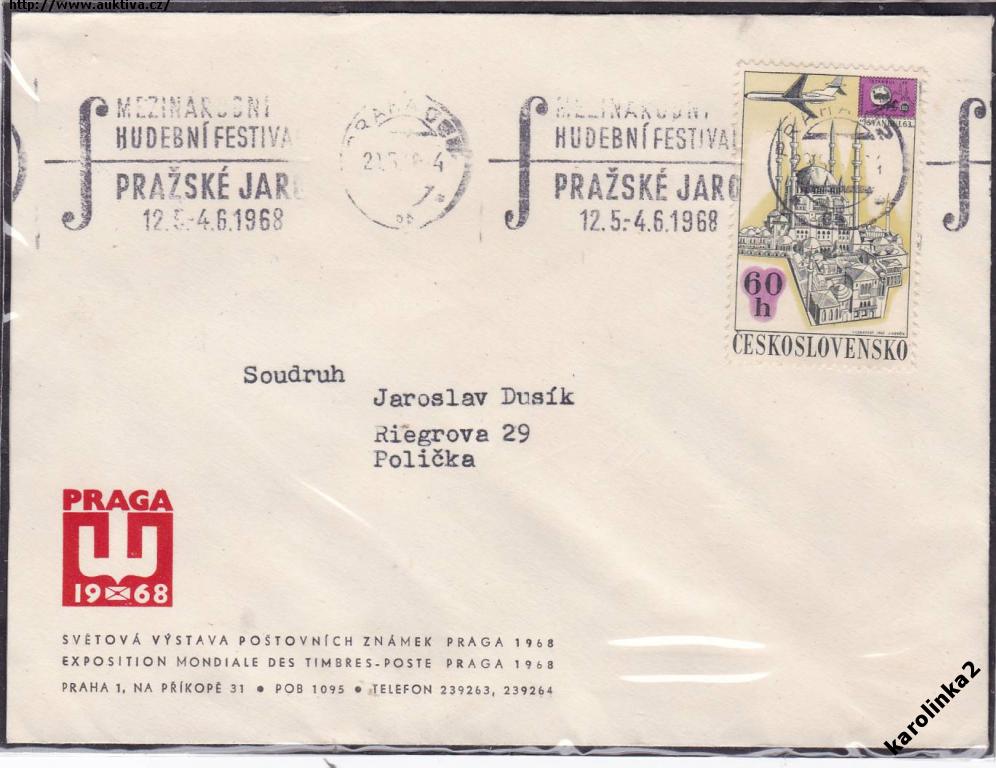 http://www.auktiva.cz/
MEZINÁRODNÍ
HUDEBNÍ FESTIVA
PRAŽSKÉ JARO
12.5.-4.6.1968
PRAHA
MEZINÁRODNÍ
HUDEBNÍ FESTIVAL
PRAŽSKÉ JARO
12.5.-4.6.1968
60
h
ČESKOSLOVENSKO
Soudruh
Jaroslav Dusík
Riegrova 29
Polička
PRAGA
1968
SVĚTOVÁ VÝSTAVA POŠTOVNÍCH ZNÁMEK PRAGA 1968
EXPOSITION MONDIALE DES TIMBRES-POSTE PRAGA 1968
PRAHA 1, NA PŘÍKOPĚ 31 • POB 1095 • TELEFON 239263, 239264
karolinka2